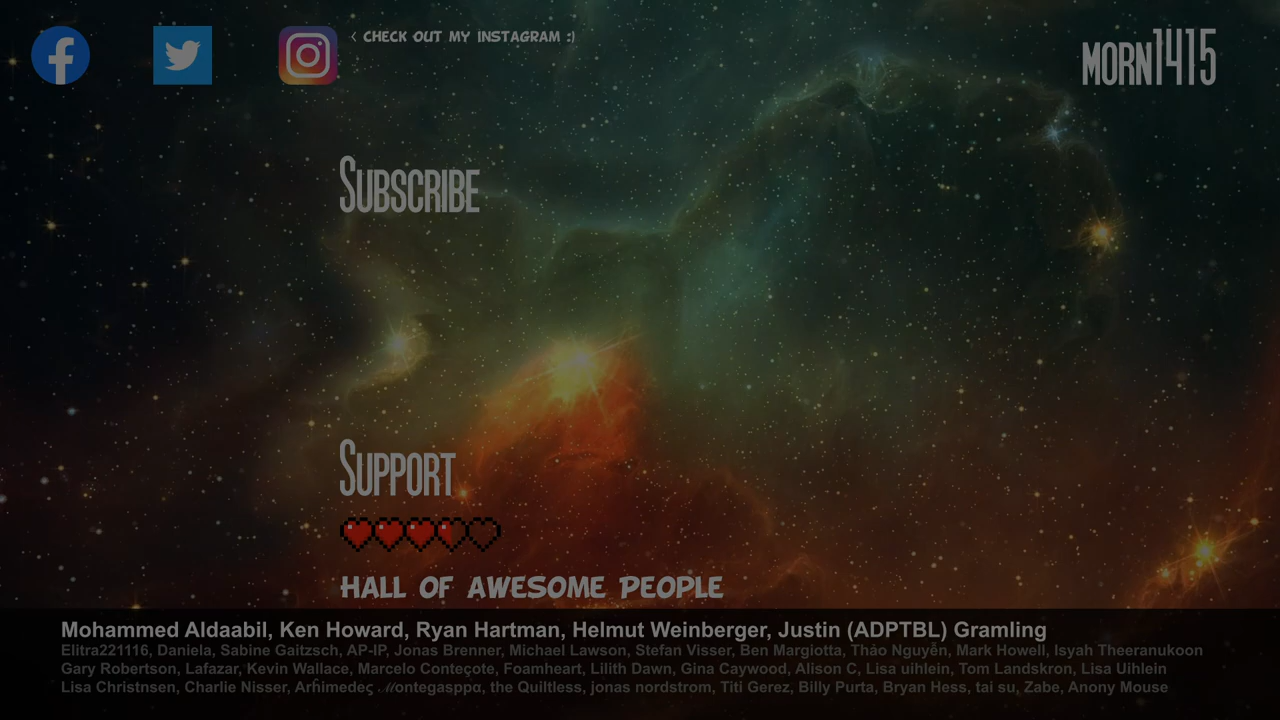 < CHECK OUT MY INSTAGRAM :)
MORN1415
SUBSCRIBE
SUPPORT
HALL OF AWESOME PEOPLE
Mohammed Aldaabil, Ken Howard, Ryan Hartman, Helmut Weinberger, Justin (ADPTBL) Gramling
Elitra221116, Daniela, Sabine Gaitzsch, AP-IP, Jonas Brenner, Michael Lawson, Stefan Visser, Ben Margiotta, Thảo Nguyễn, Mark Howell, Isyah Theeranukoon
Gary Robertson, Lafazar, Kevin Wallace, Marcelo Conteçote, Foamheart, Lilith Dawn, Gina Caywood, Alison C, Lisa uihlein, Tom Landskron, Lisa Uihlein
Lisa Christnsen, Charlie Nisser, Arɦimedeς ℳontegasppα, the Quiltless, jonas nordstrom, Titi Gerez, Billy Purta, Bryan Hess, tai su, Zabe, Anony Mouse